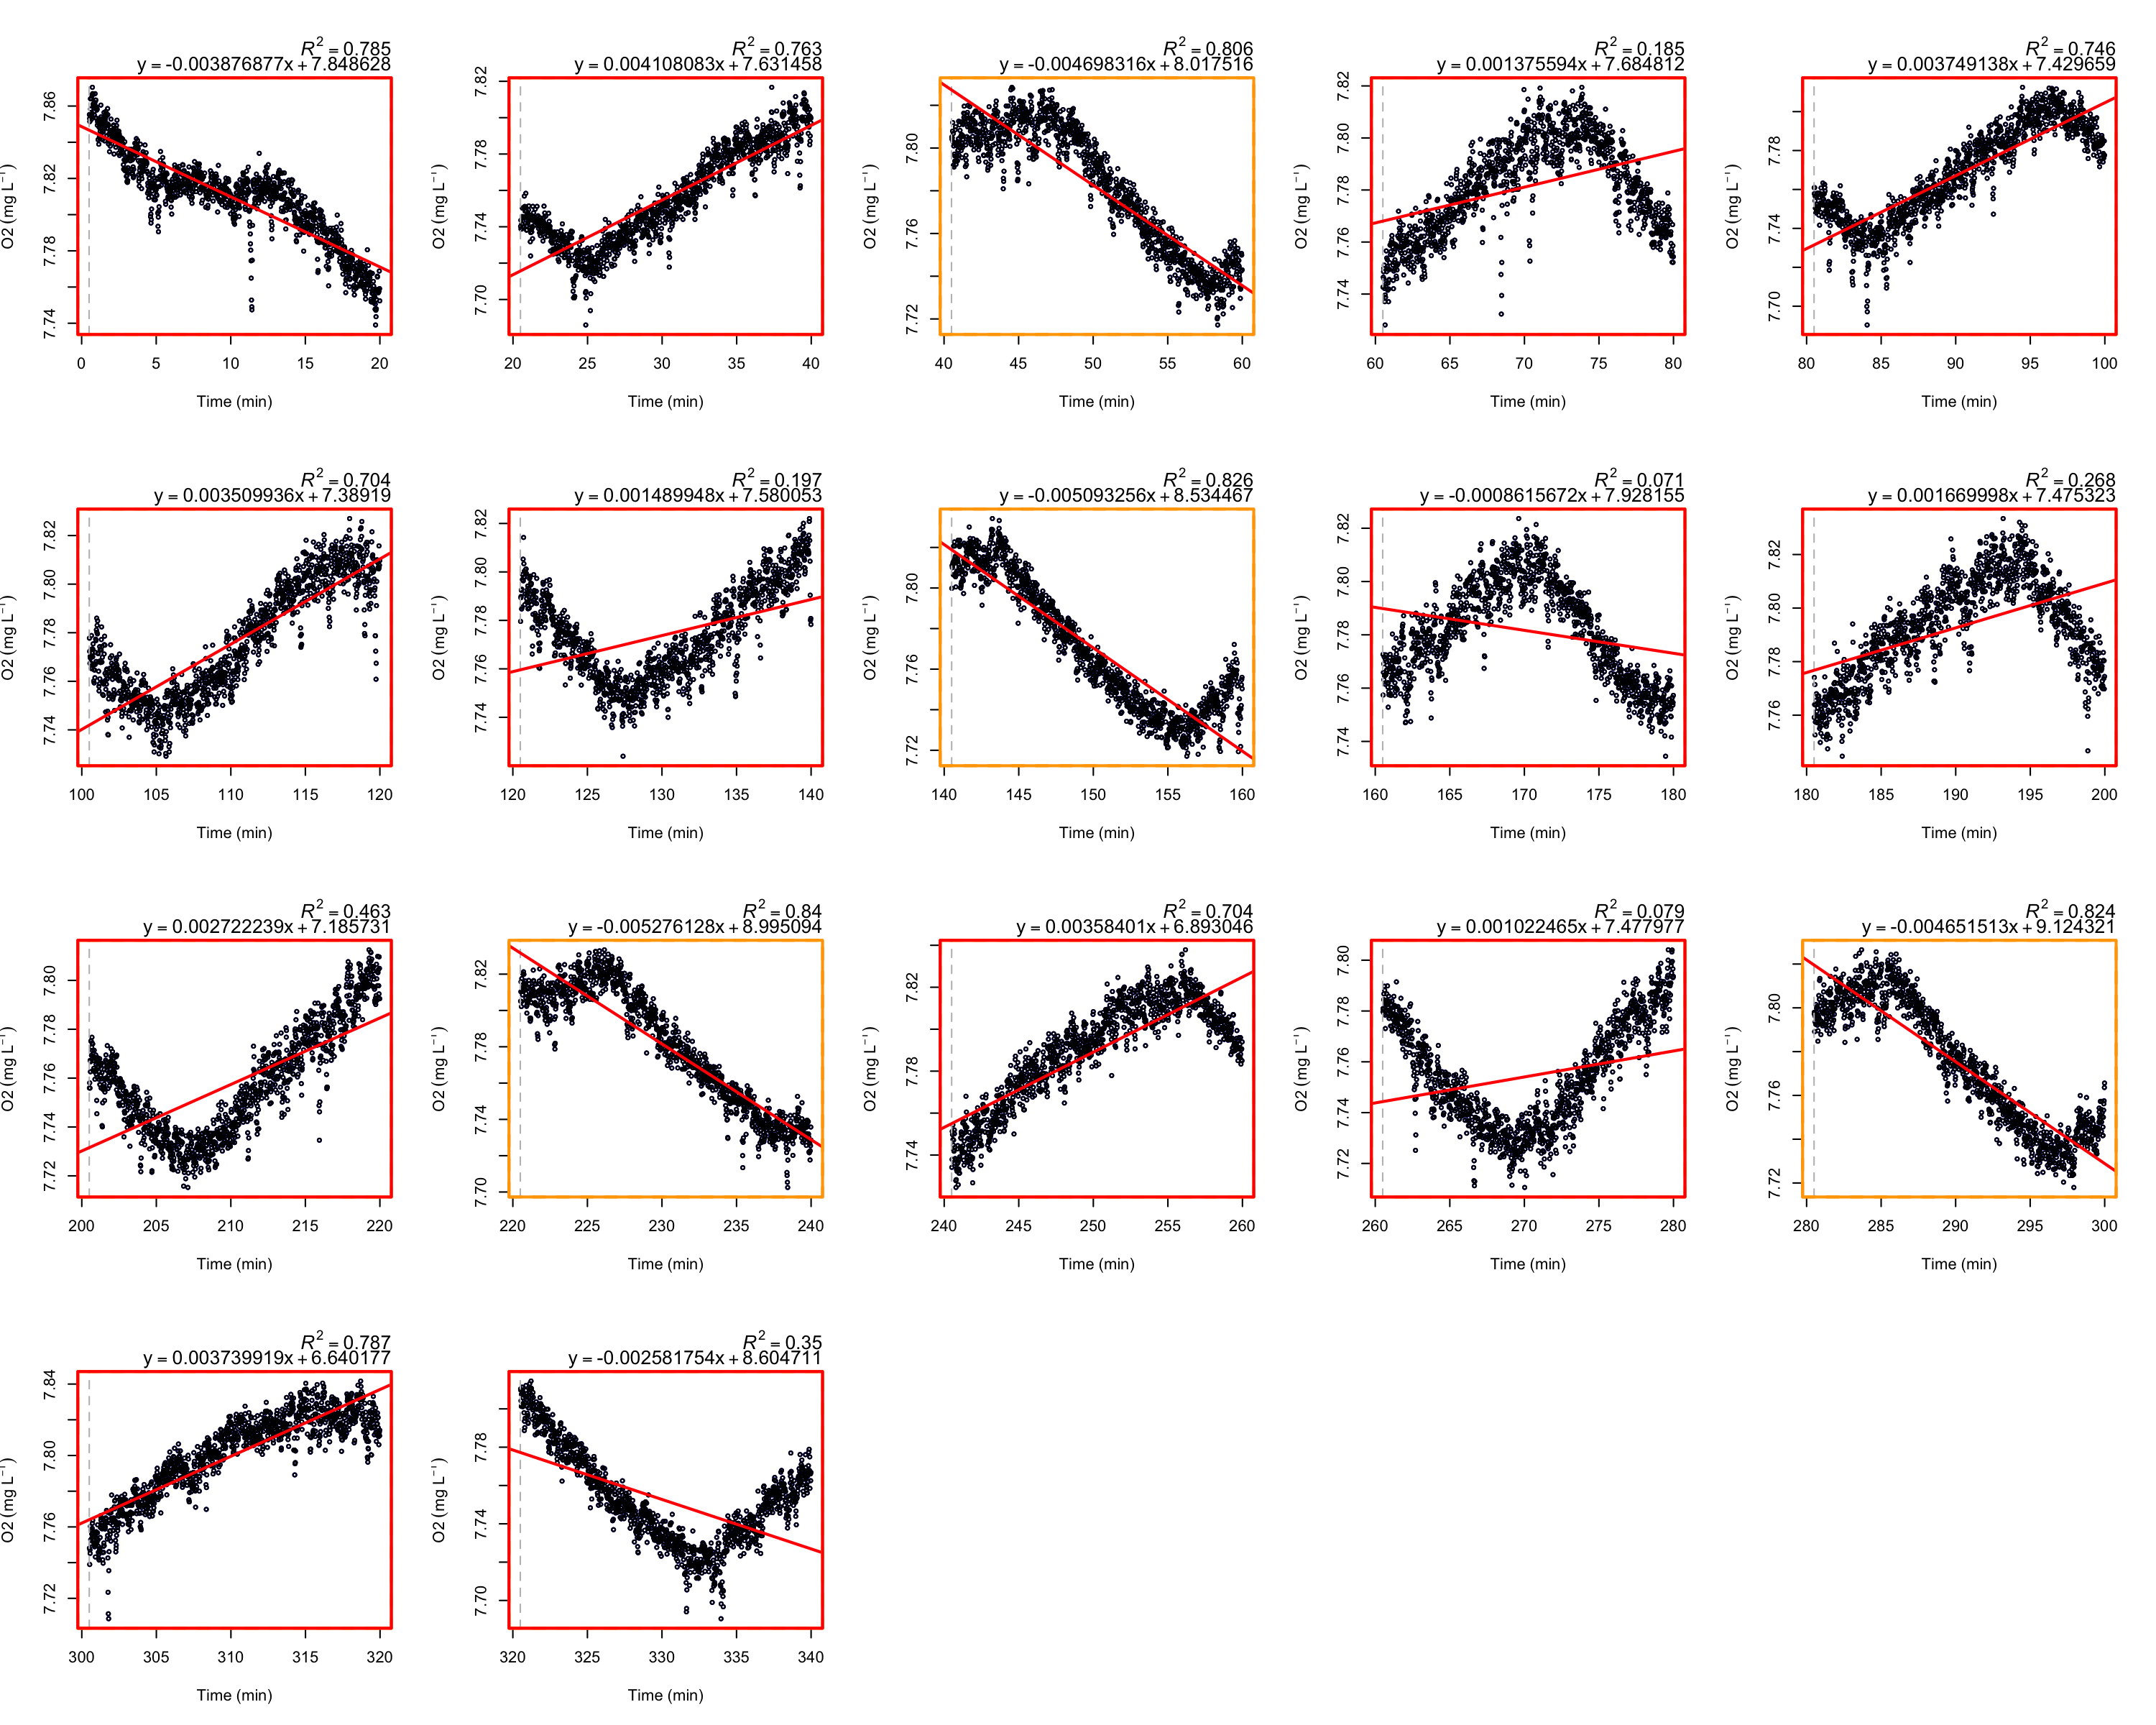 R² = 0.785
y = -0.003876877x + 7.848628
O2 (mg L⁻¹)
7.74 7.78 7.82 7.86
0 5 10 15 20
Time (min)
R² = 0.763
y = 0.004108083x + 7.631458
O2 (mg L⁻¹)
7.70 7.74 7.78 7.82
20 25 30 35 40
Time (min)
R² = 0.806
y = -0.004698316x + 8.017516
O2 (mg L⁻¹)
7.72 7.76 7.80
40 45 50 55 60
Time (min)
R² = 0.185
y = 0.001375594x + 7.684812
O2 (mg L⁻¹)
7.74 7.76 7.78 7.80 7.82
60 65 70 75 80
Time (min)
R² = 0.746
y = 0.003749138x + 7.429659
O2 (mg L⁻¹)
7.70 7.74 7.78
80 85 90 95 100
Time (min)
R² = 0.704
y = 0.003509936x + 7.38919
O2 (mg L⁻¹)
7.74 7.76 7.78 7.80 7.82
100 105 110 115 120
Time (min)
R² = 0.197
y = 0.001489948x + 7.580053
O2 (mg L⁻¹)
7.74 7.76 7.78 7.80 7.82
120 125 130 135 140
Time (min)
R² = 0.826
y = -0.005093256x + 8.534467
O2 (mg L⁻¹)
7.72 7.76 7.80
140 145 150 155 160
Time (min)
R² = 0.071
y = -0.0008615672x + 7.928155
O2 (mg L⁻¹)
7.74 7.76 7.78 7.80 7.82
160 165 170 175 180
Time (min)
R² = 0.268
y = 0.001669998x + 7.475323
O2 (mg L⁻¹)
7.76 7.78 7.80 7.82
180 185 190 195 200
Time (min)
R² = 0.463
y = 0.002722239x + 7.185731
O2 (mg L⁻¹)
7.72 7.74 7.76 7.78 7.80
200 205 210 215 220
Time (min)
R² = 0.84
y = -0.005276128x + 8.995094
O2 (mg L⁻¹)
7.70 7.74 7.78 7.82
220 225 230 235 240
Time (min)
R² = 0.704
y = 0.00358401x + 6.893046
O2 (mg L⁻¹)
7.74 7.78 7.82
240 245 250 255 260
Time (min)
R² = 0.079
y = 0.001022465x + 7.477977
O2 (mg L⁻¹)
7.72 7.74 7.76 7.78 7.80
260 265 270 275 280
Time (min)
R² = 0.824
y = -0.004651513x + 9.124321
O2 (mg L⁻¹)
7.72 7.76 7.80
280 285 290 295 300
Time (min)
R² = 0.787
y = 0.003739919x + 6.640177
O2 (mg L⁻¹)
7.72 7.76 7.80 7.84
300 305 310 315 320
Time (min)
R² = 0.35
y = -0.002581754x + 8.604711
O2 (mg L⁻¹)
7.70 7.74 7.78
320 325 330 335 340
Time (min)